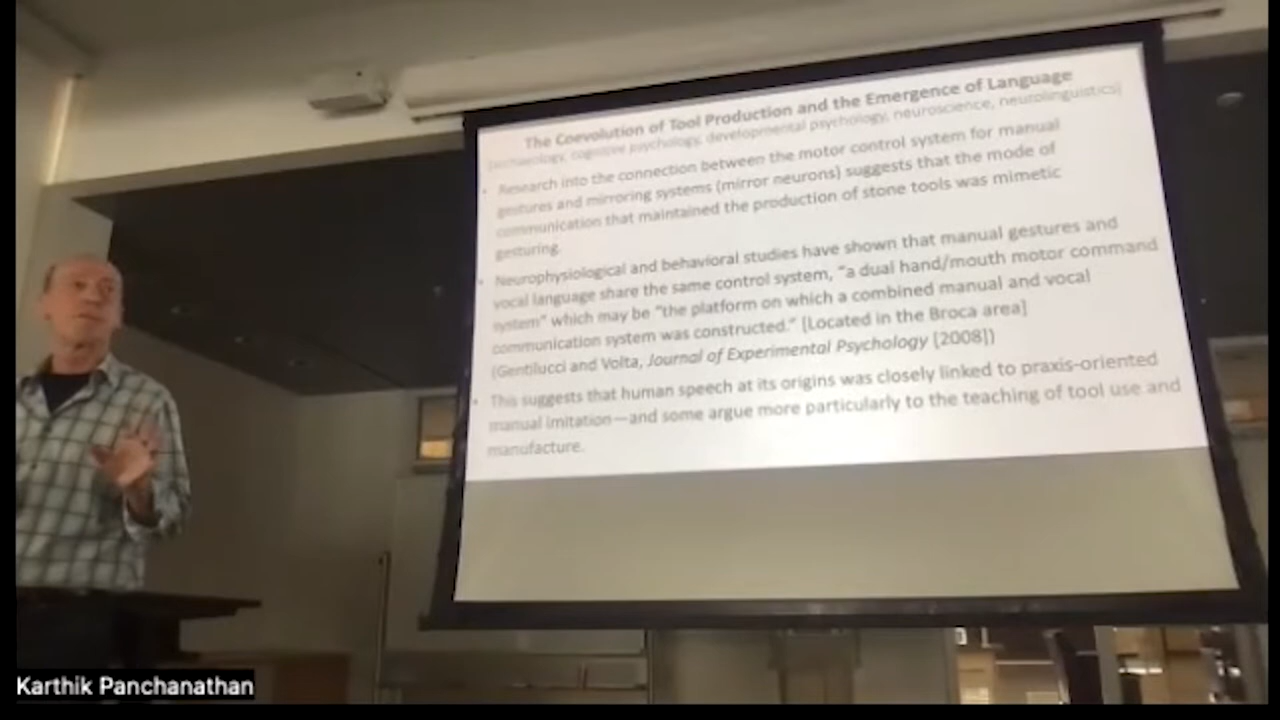 The Coevolution of Tool Production and the Emergence of Language
[archaeology, cognitive psychology, developmental psychology, neuroscience, neurolinguistics]
• Research into the connection between the motor control system for manual
gestures and mirroring systems (mirror neurons) suggests that the mode of
communication that maintained the production of stone tools was mimetic
gesturing.
• Neurophysiological and behavioral studies have shown that manual gestures and
vocal language share the same control system, “a dual hand/mouth motor command
system” which may be “the platform on which a combined manual and vocal
communication system was constructed.” [Located in the Broca area]
(Gentilucci and Volta, Journal of Experimental Psychology [2008])
• This suggests that human speech at its origins was closely linked to praxis-oriented
manual imitation—and some argue more particularly to the teaching of tool use and
manufacture.
Karthik Panchanathan